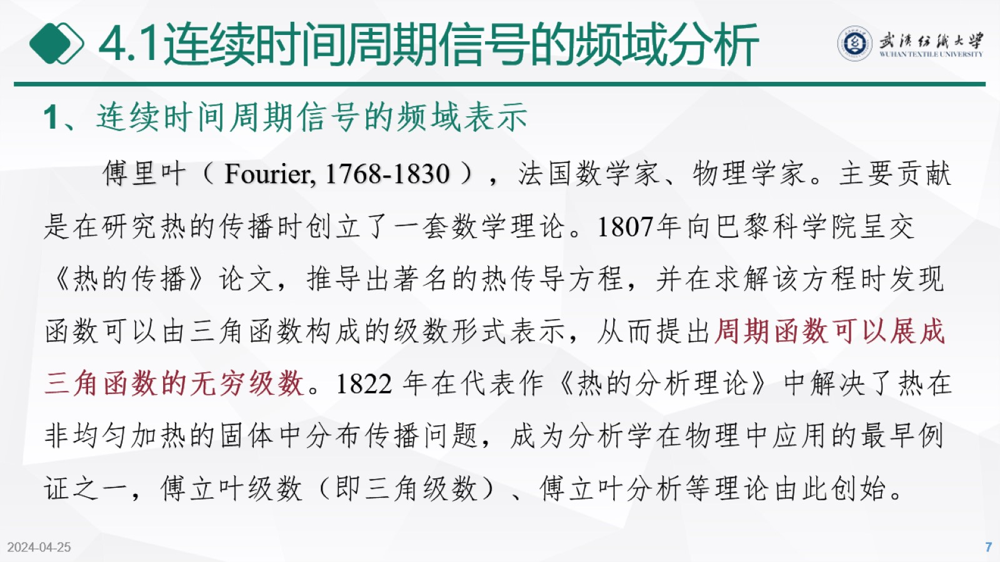 4.1连续时间周期信号的频域分析
武汉纺织大学
WUHAN TEXTILE UNIVERSITY
1、连续时间周期信号的频域表示
傅里叶（ Fourier, 1768-1830 ），法国数学家、物理学家。主要贡献
是在研究热的传播时创立了一套数学理论。1807年向巴黎科学院呈交
《热的传播》论文，推导出著名的热传导方程，并在求解该方程时发现
函数可以由三角函数构成的级数形式表示，从而提出周期函数可以展成
三角函数的无穷级数。1822 年在代表作《热的分析理论》中解决了热在
非均匀加热的固体中分布传播问题，成为分析学在物理中应用的最早例
证之一，傅立叶级数（即三角级数）、傅立叶分析等理论由此创始。
2024-04-25
7